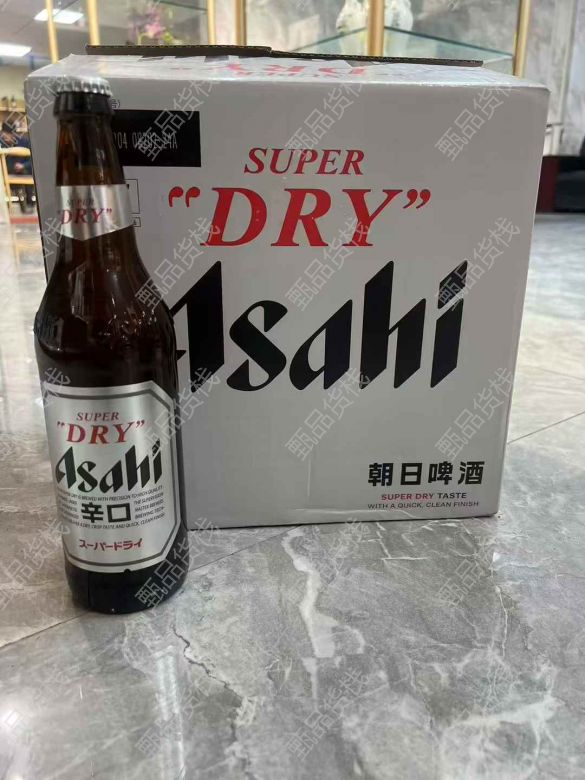 SUPER
“DRY”
Asahi
朝日啤酒
SUPER DRY TASTE
WITH A QUICK, CLEAN FINISH
SUPER
DRY”
SUPER
“DRY”
Asahi
辛口
スーパードライ
甄品货栈